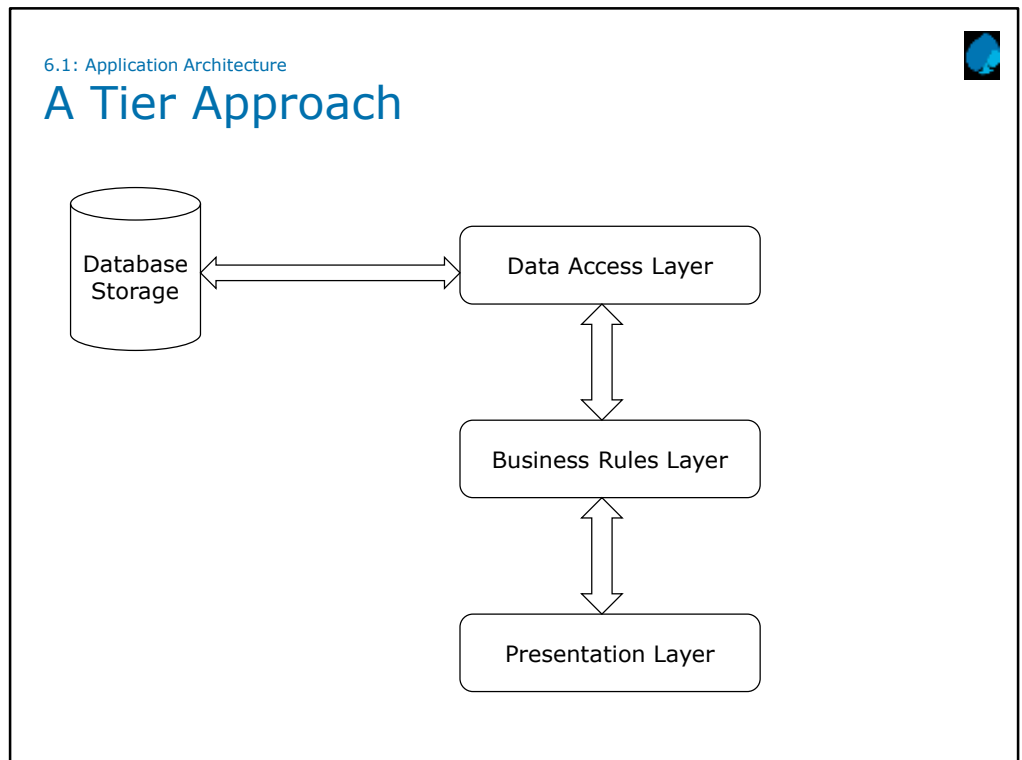 6.1: Application Architecture
A Tier Approach
Database
Storage
Data Access Layer
Business Rules Layer
Presentation Layer